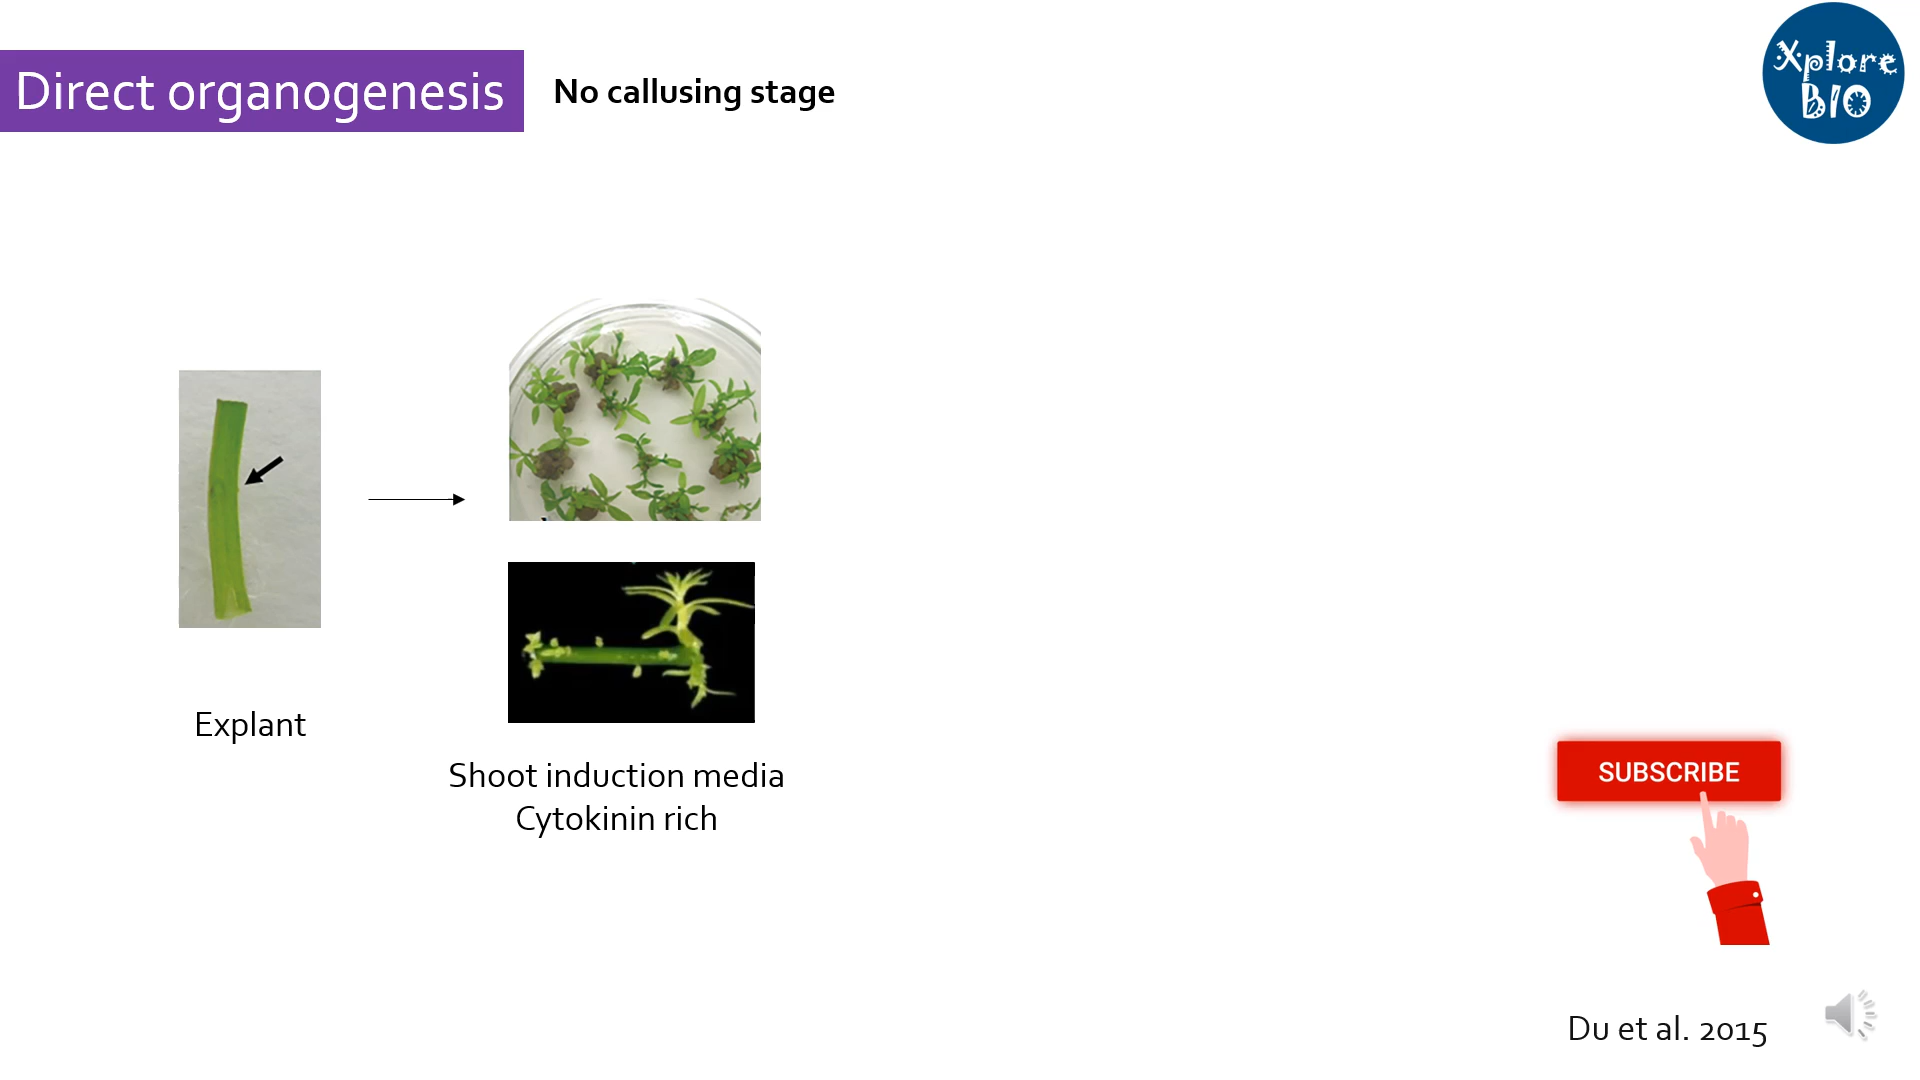 Direct organogenesis
No callusing stage
Xplore
BIO
Explant
Shoot induction media
Cytokinin rich
SUBSCRIBE
Du et al. 2015